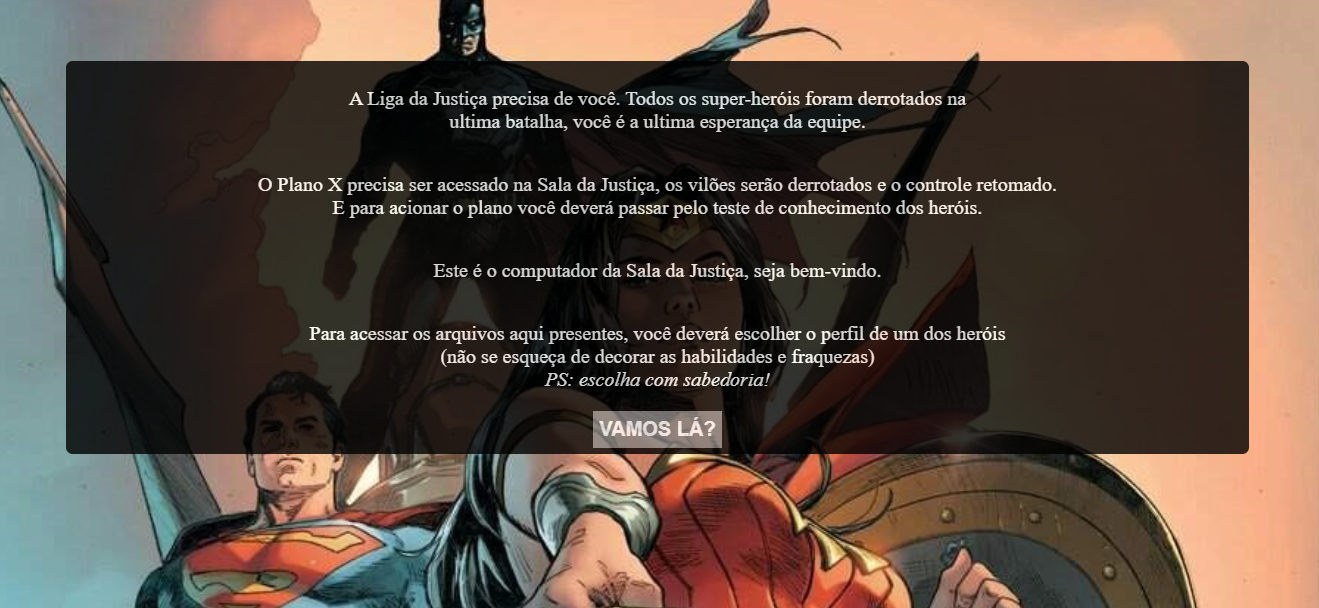 A Liga da Justiça precisa de você. Todos os super-heróis foram derrotados na
ultima batalha, você é a ultima esperança da equipe.
O Plano X precisa ser acessado na Sala da Justiça, os vilões serão derrotados e o controle retomado.
E para acionar o plano você deverá passar pelo teste de conhecimento dos heróis.
Este é o computador da Sala da Justiça, seja bem-vindo.
Para acessar os arquivos aqui presentes, você deverá escolher o perfil de um dos heróis
(não se esqueça de decorar as habilidades e fraquezas)
PS: escolha com sabedoria!
VAMOS LÁ?